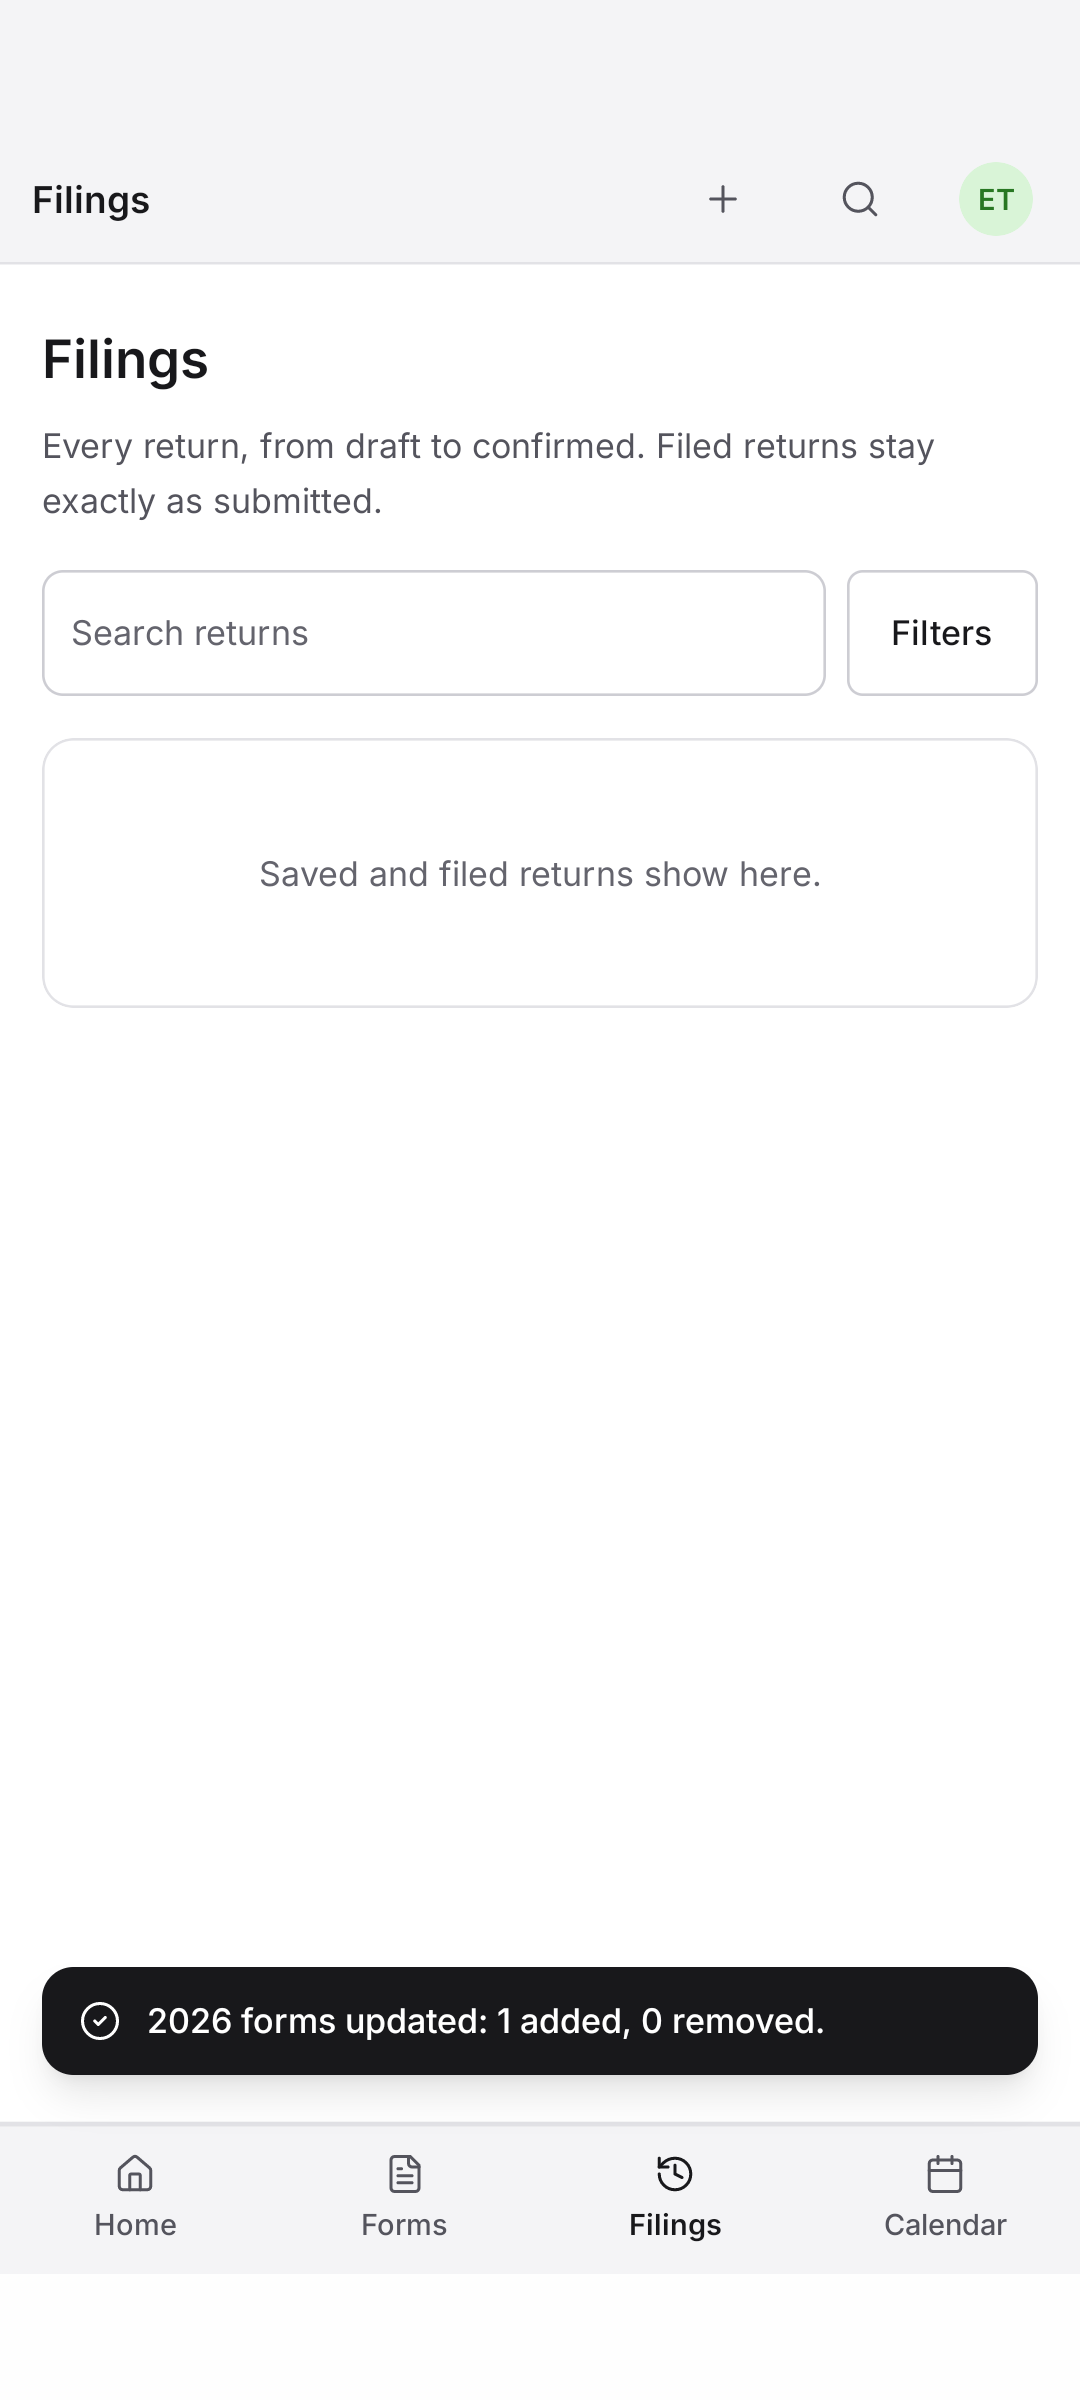 Filings
ET
Filings
Every return, from draft to confirmed. Filed returns stay
exactly as submitted.
Search returns
Filters
Saved and filed returns show here.
2026 forms updated: 1 added, 0 removed.
Home
Forms
Filings
Calendar